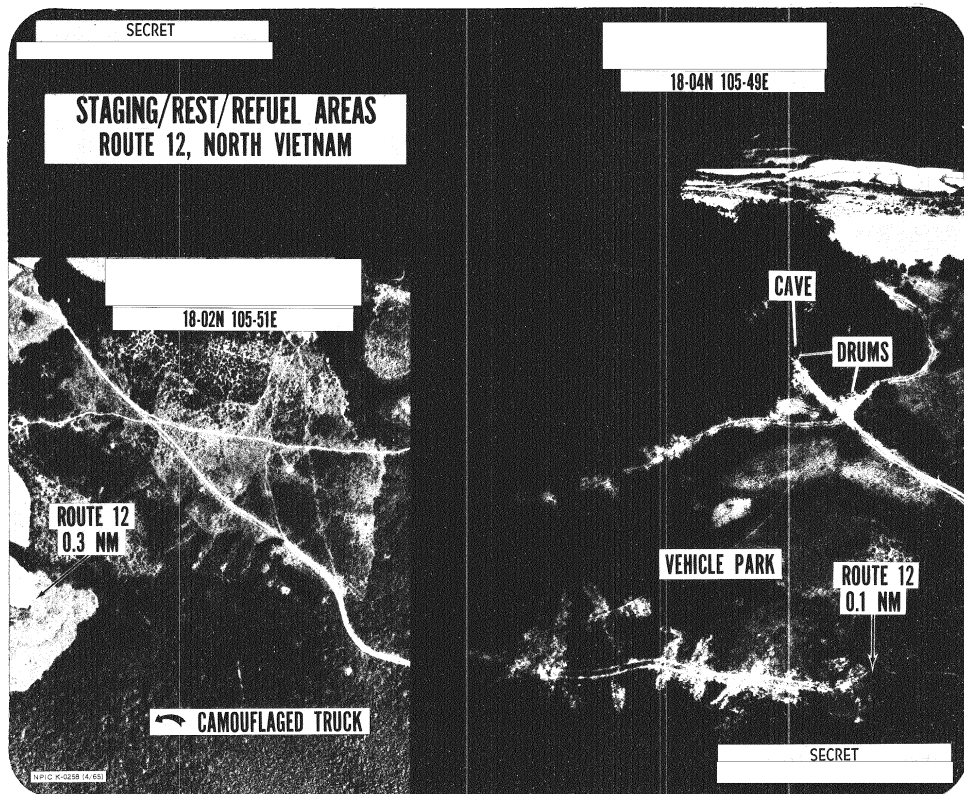 SECRET
STAGING/REST/REFUEL AREAS
ROUTE 12, NORTH VIETNAM
18-04N 105-49E
18-02N 105-51E
CAVE
DRUMS
ROUTE 12
0.3 NM
VEHICLE PARK
ROUTE 12
0.1 NM
CAMOUFLAGED TRUCK
SECRET
NPIC K-0258 (4/65)